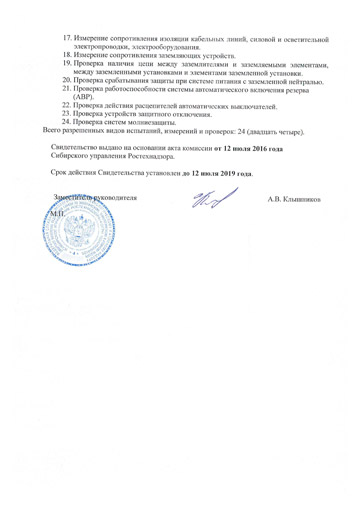 17. Измерение сопротивления изоляции кабельных линий, силовой и осветительной
электропроводки, электрооборудования.
18. Измерение сопротивления заземляющих устройств.
19. Проверка наличия цепи между заземлителями и заземляемыми элементами,
между заземленными установками и элементами заземленной установки.
20. Проверка срабатывания защиты при системе питания с заземленной нейтралью.
21. Проверка работоспособности системы автоматического включения резерва
(АВР).
22. Проверка действия расцепителей автоматических выключателей.
23. Проверка устройств защитного отключения.
24. Проверка систем молниезащиты.
Всего разрешенных видов испытаний, измерений и проверок: 24 (двадцать четыре).
Свидетельство выдано на основании акта комиссии от 12 июля 2016 года
Сибирского управления Ростехнадзора.
Срок действия Свидетельства установлен до 12 июля 2019 года.
Заместитель руководителя
А.В. Клышников
М.П.